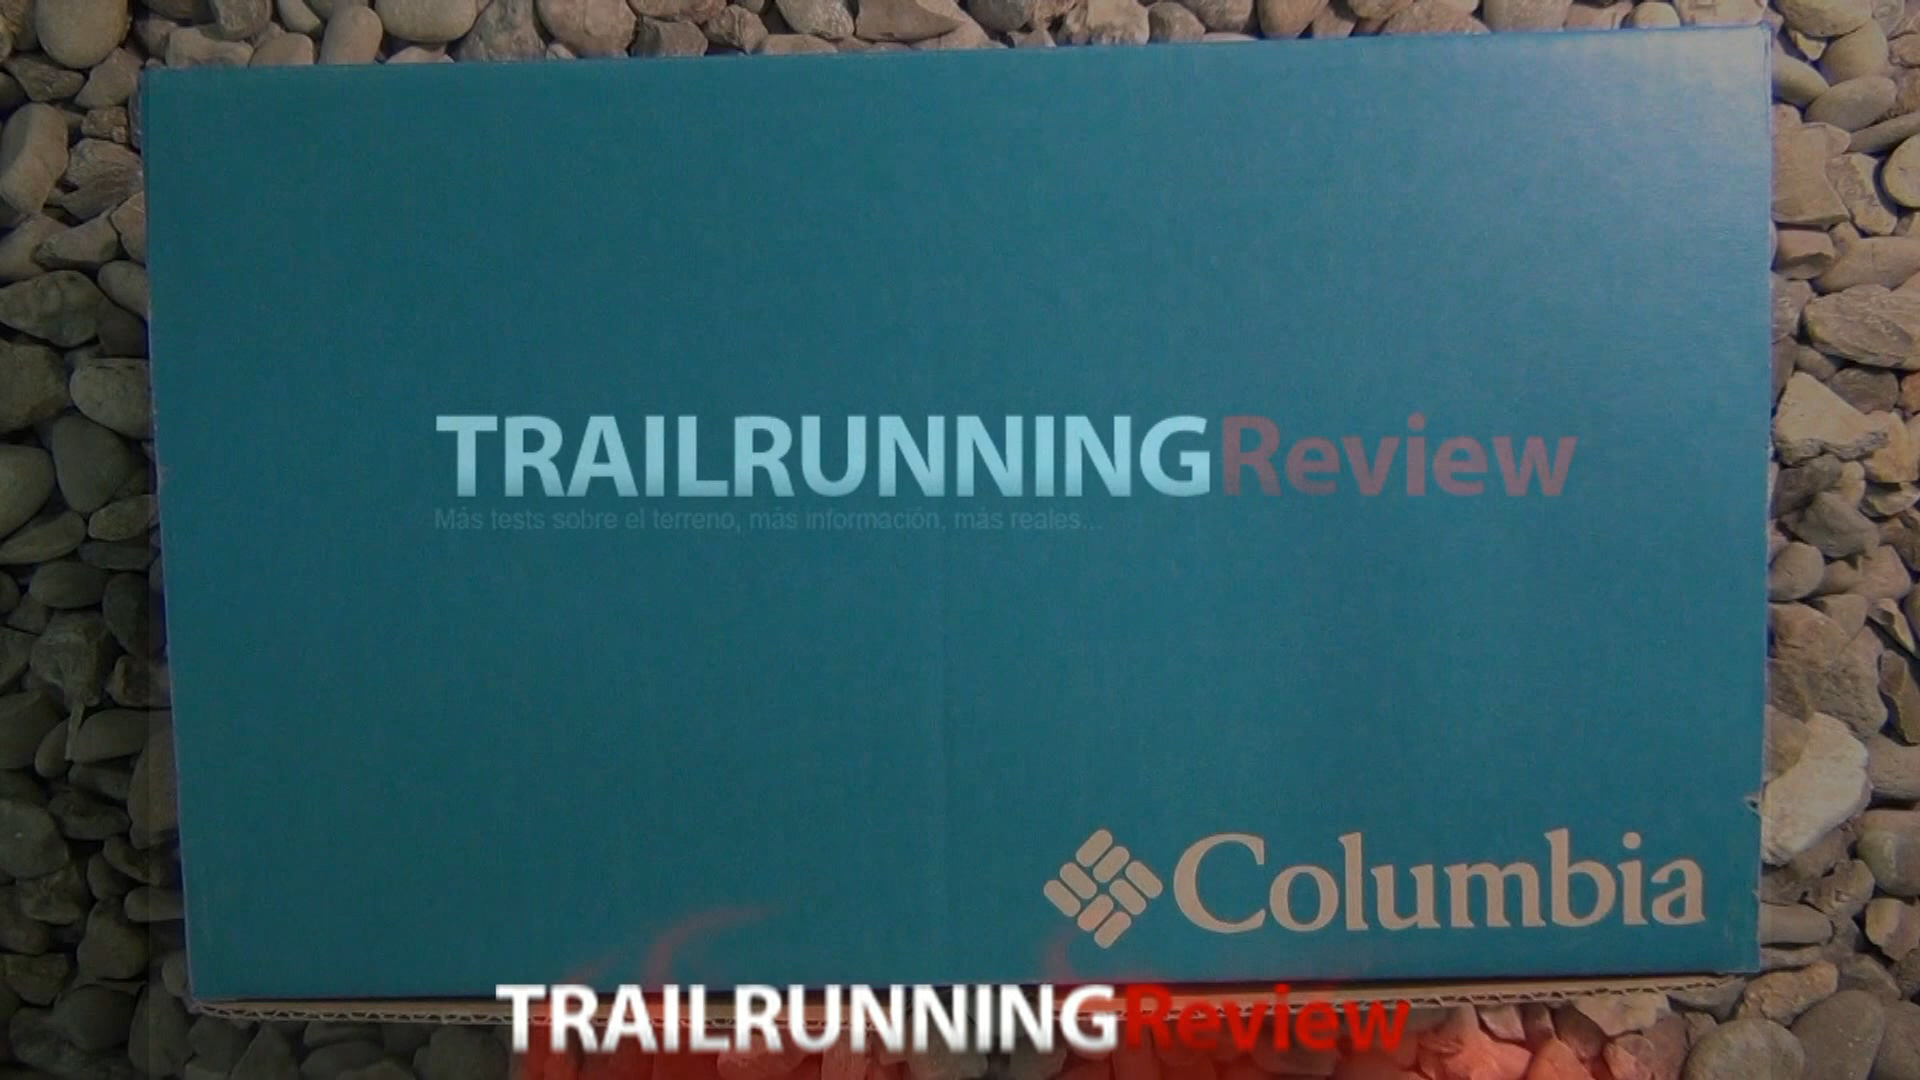 TRAILRUNNINGReview
Más tests sobre el terreno, más información, más reales...
Columbia
TRAILRUNNINGReview